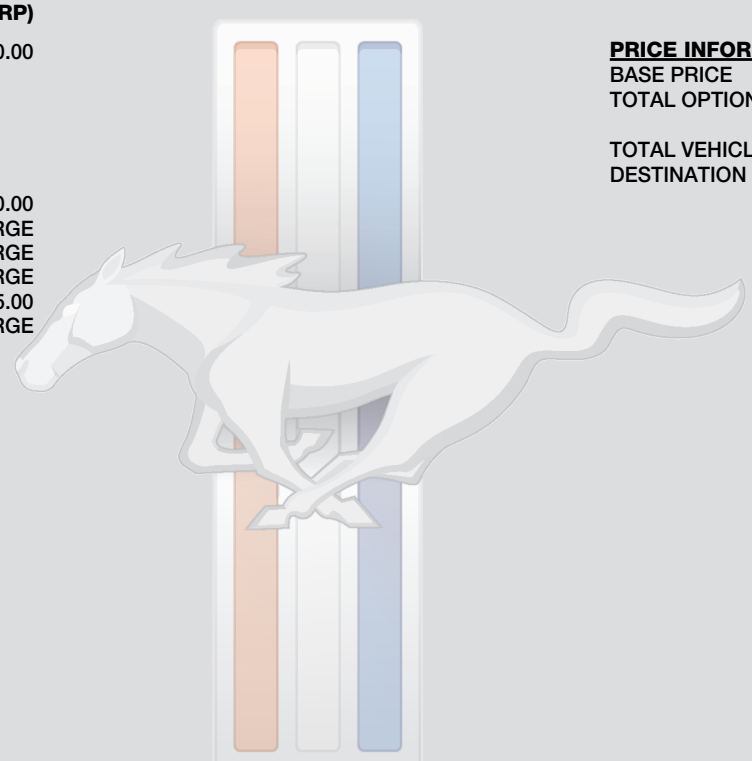 RP)
0.00
0.00
RGE
RGE
RGE
5.00
RGE
PRICE INFOR
BASE PRICE
TOTAL OPTION
TOTAL VEHICL
DESTINATION